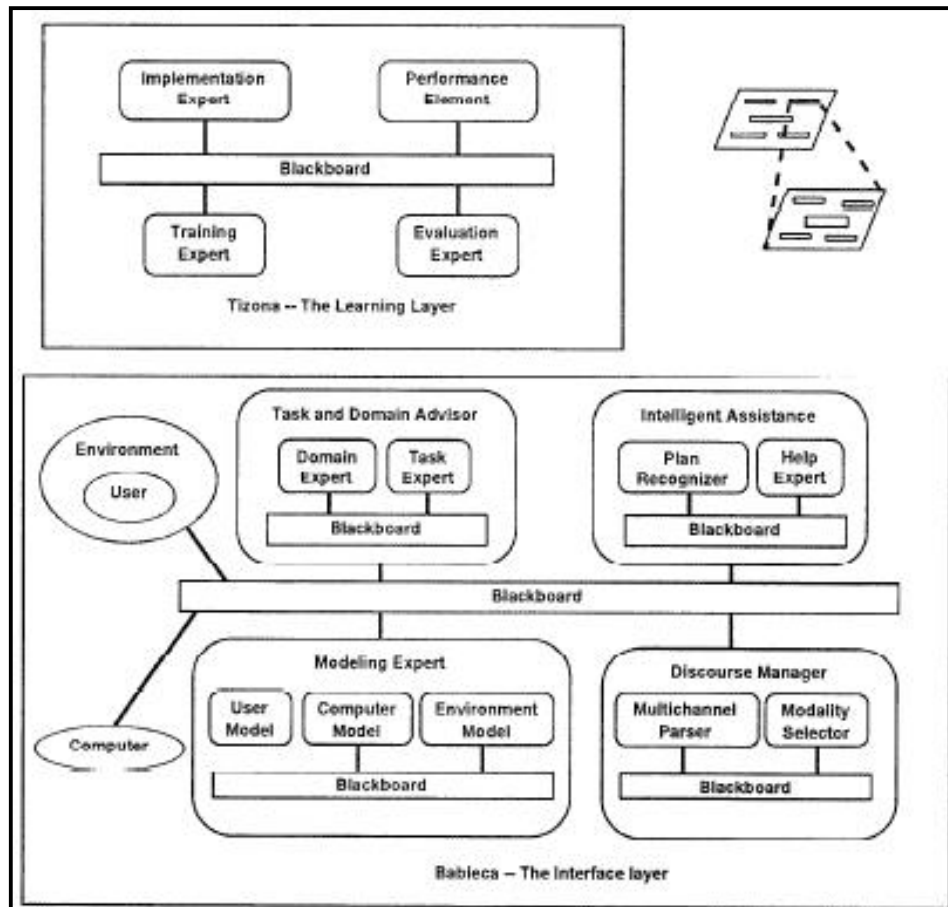 Implementation
Expert
Performance
Element
Blackboard
Training
Expert
Evaluation
Expert
Tizona -- The Learning Layer
Environment
User
Task and Domain Advisor
Domain
Expert
Task
Expert
Blackboard
Intelligent Assistance
Plan
Recognizer
Help
Expert
Blackboard
Blackboard
Computer
Modeling Expert
User
Model
Computer
Model
Environment
Model
Blackboard
Discourse Manager
Multichannel
Parser
Modality
Selector
Blackboard
Babieca -- The Interface layer